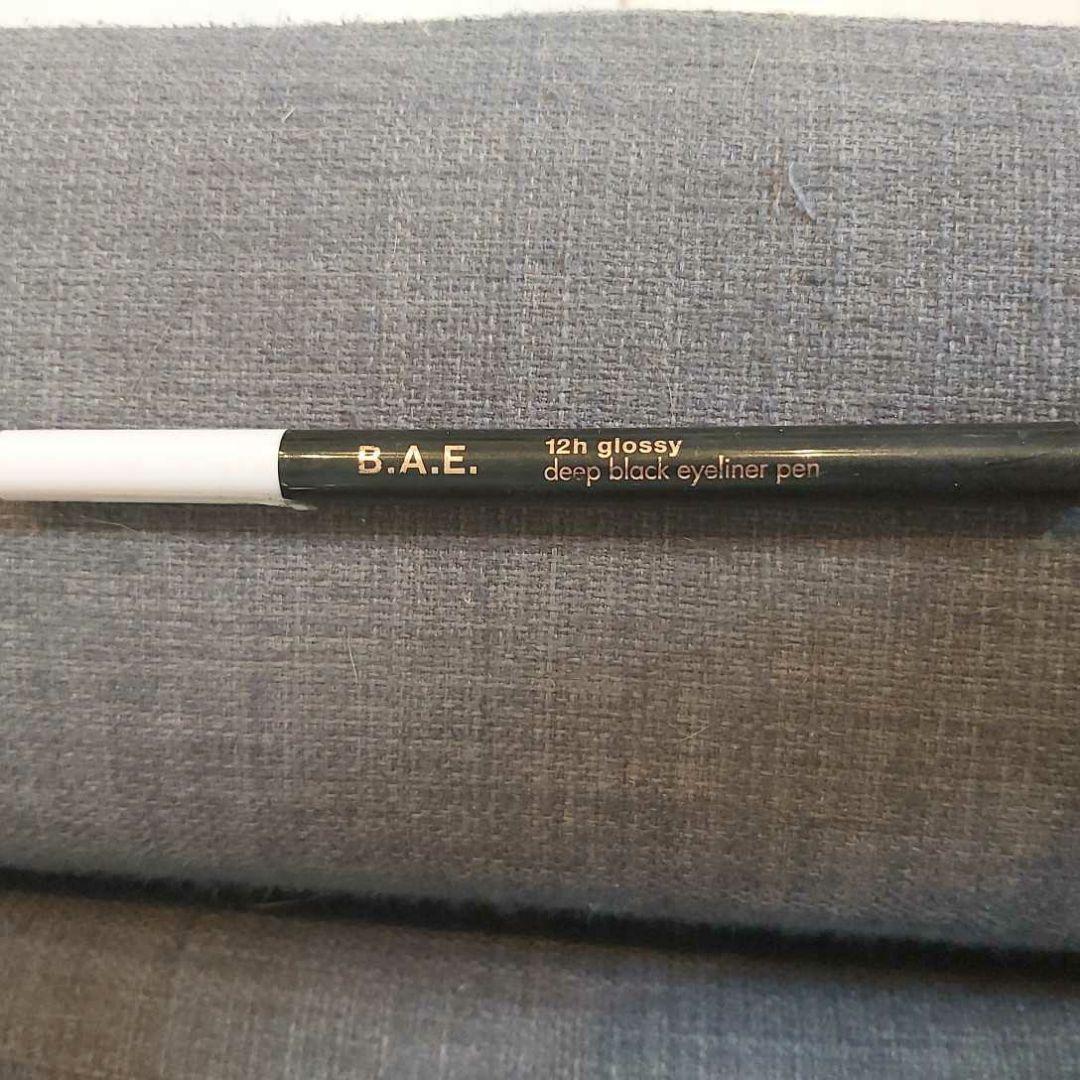 B.A.E.
12h glossy
deep black eyeliner pen